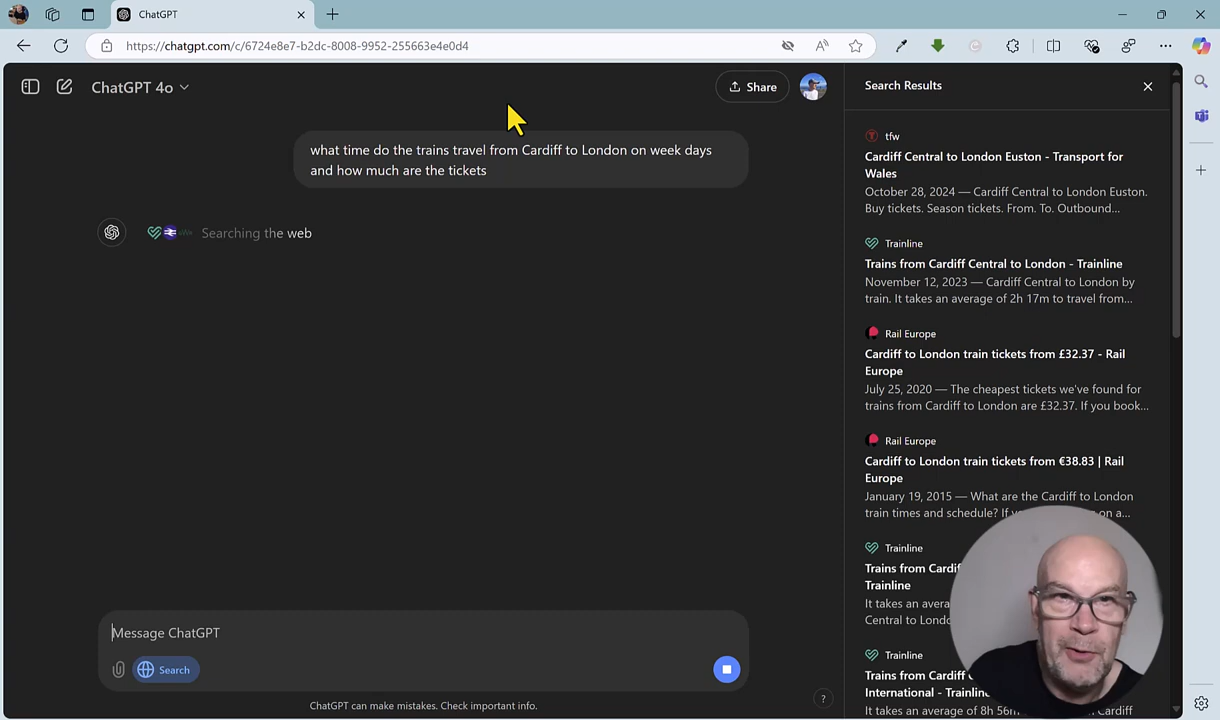 ChatGPT
https://chatgpt.com/c/6724e8e7-b2dc-8008-9952-255663e4e0d4
ChatGPT 4o
Share
what time do the trains travel from Cardiff to London on week days
and how much are the tickets
Searching the web
Message ChatGPT
Search
ChatGPT can make mistakes. Check important info.
?
Search Results
tfw
Cardiff Central to London Euston - Transport for
Wales
October 28, 2024 — Cardiff Central to London Euston.
Buy tickets. Season tickets. From. To. Outbound...
Trainline
Trains from Cardiff Central to London - Trainline
November 12, 2023 — Cardiff Central to London by
train. It takes an average of 2h 17m to travel from...
Rail Europe
Cardiff to London train tickets from £32.37 - Rail
Europe
July 25, 2020 — The cheapest tickets we've found for
trains from Cardiff to London are £32.37. If you book...
Rail Europe
Cardiff to London train tickets from €38.83 | Rail
Europe
January 19, 2015 — What are the Cardiff to London
train times and schedule? If on a...
Trainline
Trains from
Trainline
It takes an
Central to
Trainline
Trains from
International - Trainline
It takes an average of 8h 56m Cardiff